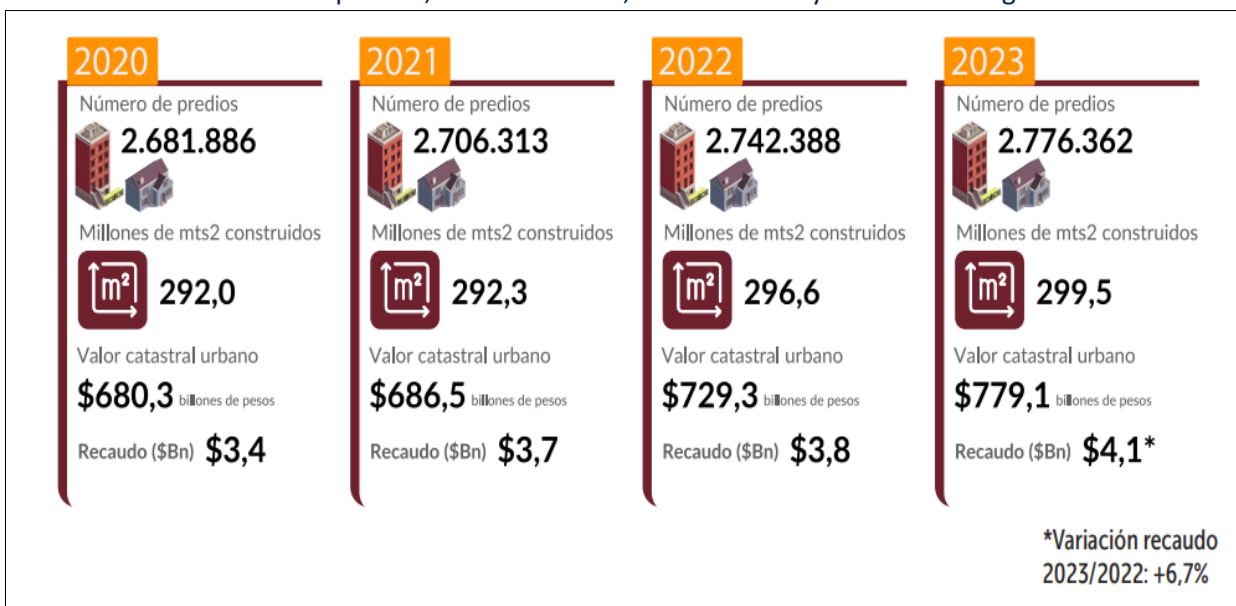 2020
Número de predios
2.681.886
Millones de mts2 construidos
m²
292,0
Valor catastral urbano
$680,3 billones de pesos
Recaudo ($Bn) $3,4
2021
Número de predios
2.706.313
Millones de mts2 construidos
m²
292,3
Valor catastral urbano
$686,5 billones de pesos
Recaudo ($Bn) $3,7
2022
Número de predios
2.742.388
Millones de mts2 construidos
m²
296,6
Valor catastral urbano
$729,3 billones de pesos
Recaudo ($Bn) $3,8
2023
Número de predios
2.776.362
Millones de mts2 construidos
m²
299,5
Valor catastral urbano
$779,1 billones de pesos
Recaudo ($Bn) $4,1*
*Variación recaudo
2023/2022: +6,7%